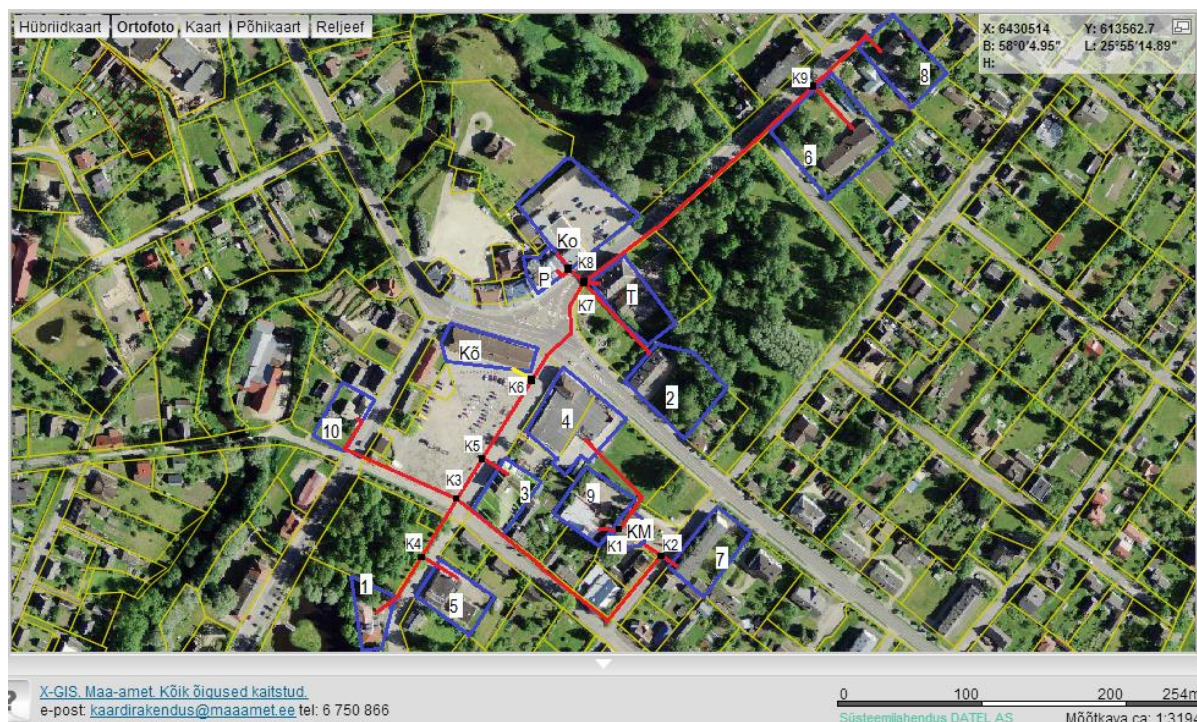 Hübriidkaart Ortofoto Kaart Põhikaart Reljeef
X: 6430514 Y: 613562.7
B: 58°0'4.95" L: 25°55'14.89"
H:
K9
8
6
Ko
K8
P
T
K7
Kõ
K6
2
4
10
K5
K3
3
9
KM
K1
K2
K4
7
1
5
X-GIS. Maa-amet. Kõik õigused kaitstud.
e-post: kaardirakendus@maaamet.ee tel: 6 750 866
0 100 200 254m
Süsteemilahendus DATEL AS Mõõtkava ca: 1:3194